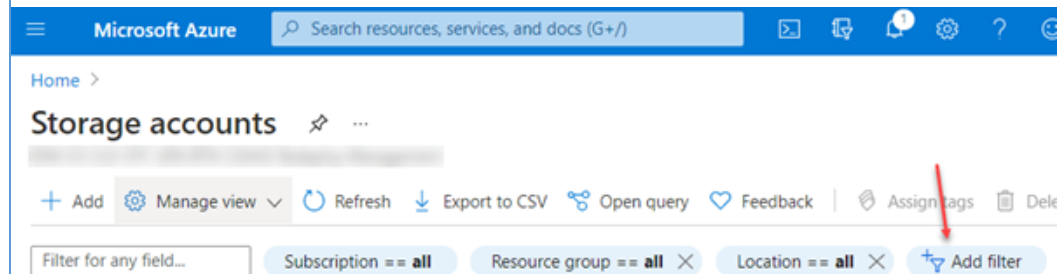 Microsoft Azure Search resources, services, and docs (G+/) 1
Home >
Storage accounts ...
+ Add Manage view Refresh Export to CSV Open query Feedback Assign tags
Filter for any field... Subscription == all Resource group == all Location == all Add filter